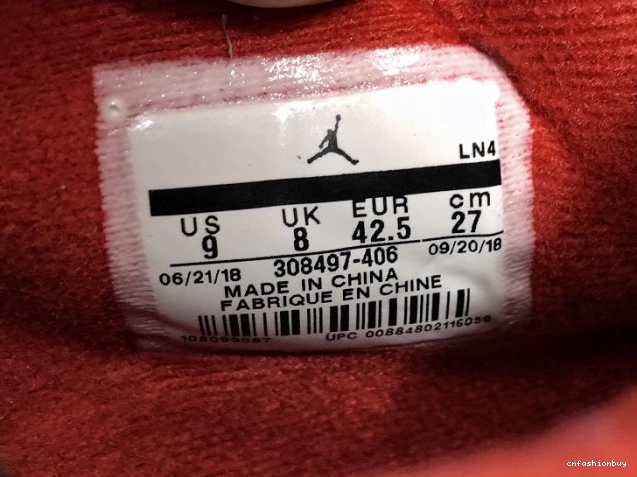 LN4
US UK EUR cm
9 8 42.5 27
06/21/18 308497-406 09/20/18
MADE IN CHINA
FABRIQUE EN CHINE
UPC 00884802116059
cnfashionbuy